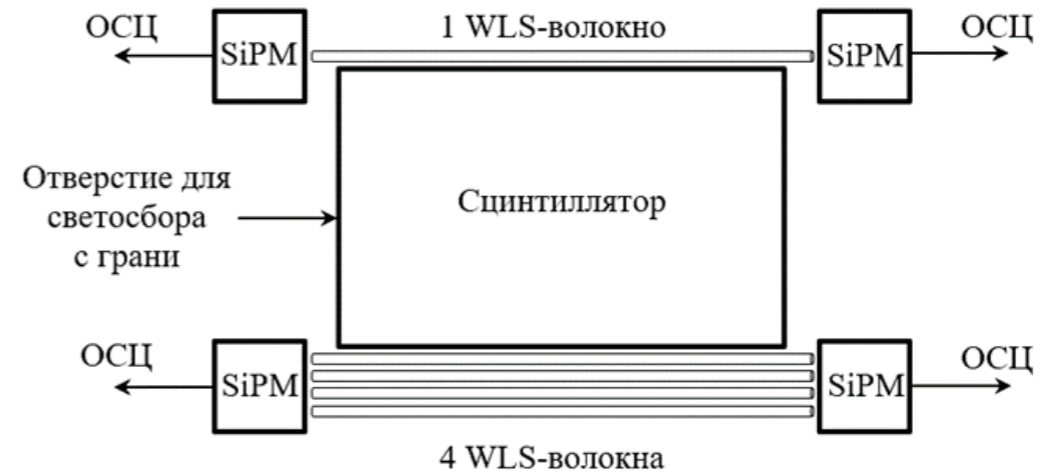 ОСЦ
SiPM
1 WLS-волокно
SiPM
ОСЦ
Отверстие для
светосбора
с грани
Сцинтиллятор
ОСЦ
SiPM
SiPM
ОСЦ
4 WLS-волокна